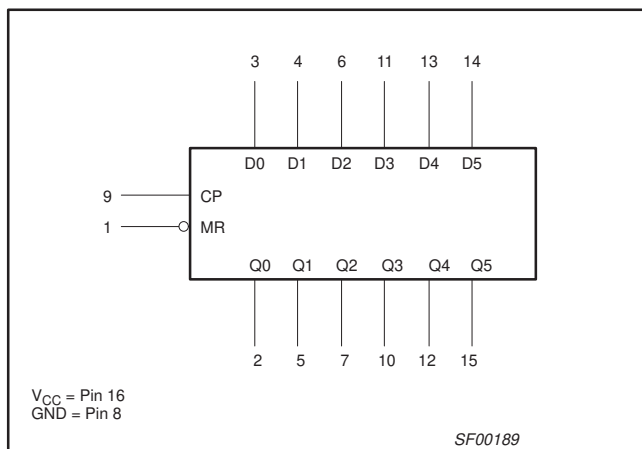 3 4 6 11 13 14
D0 D1 D2 D3 D4 D5
9 CP
1 MR
Q0 Q1 Q2 Q3 Q4 Q5
2 5 7 10 12 15
VCC = Pin 16
GND = Pin 8
SF00189